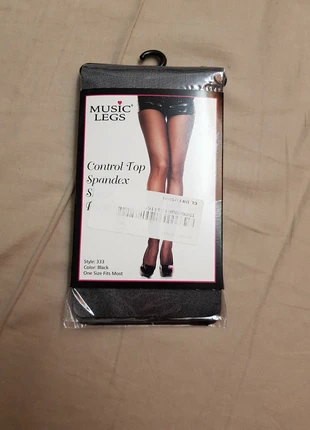 MUSIC
LEGS
Control Top
Spandex
S
Style: 333
Color: Black
One Size Fits Most